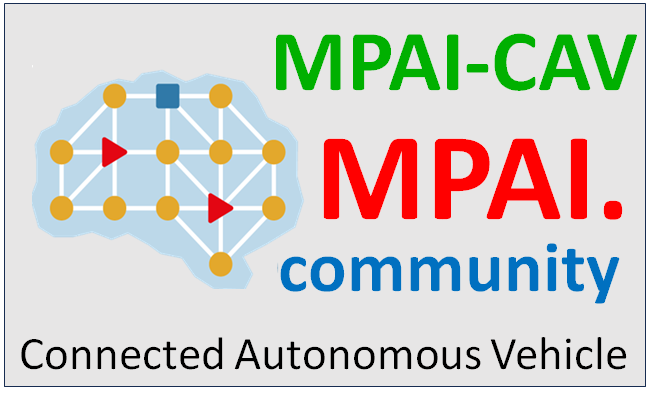 MPAI-CAV
MPAI.
community
Connected Autonomous Vehicle